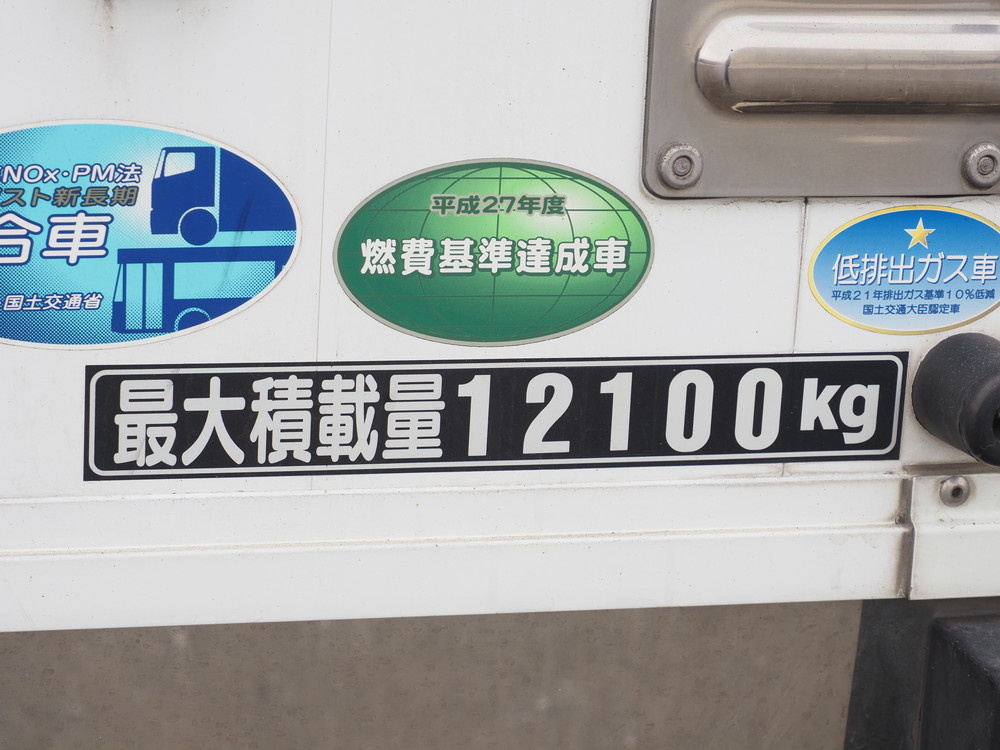 NOx・PM法
スト新長期
合車
国土交通省
平成27年度
燃費基準達成車
低排出ガス車
平成21年排出ガス基準10%低減
国土交通大臣認定車
最大積載量12100kg